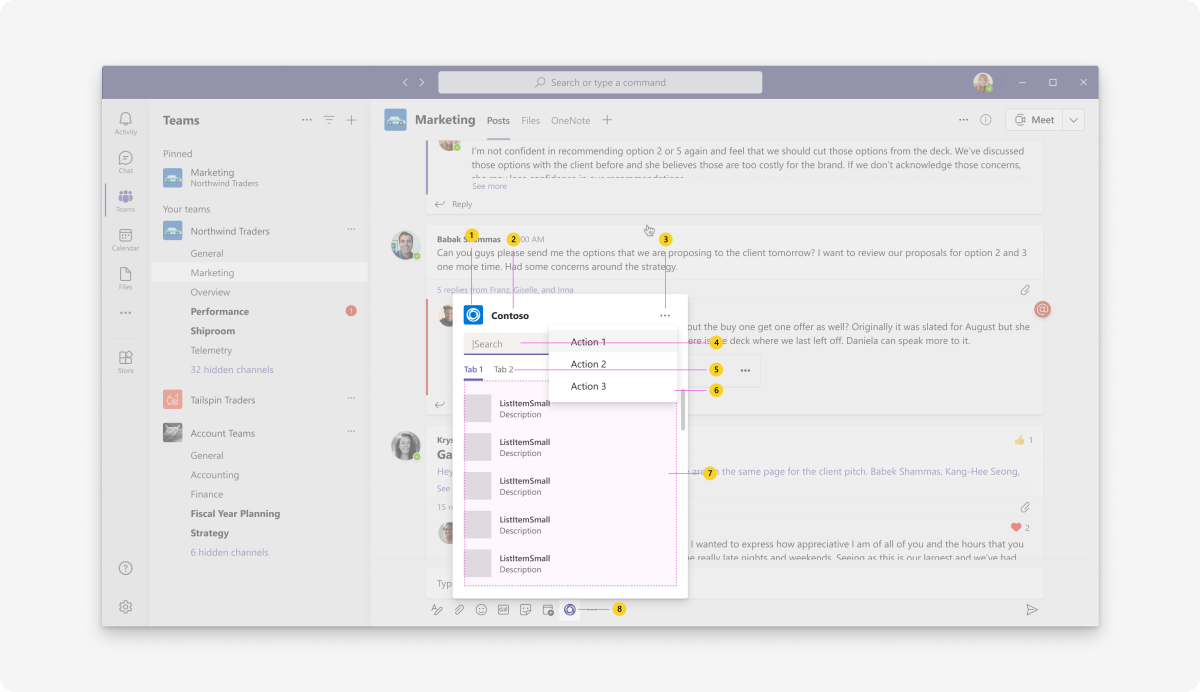 Search or type a command
Activity
Chat
Teams
Calendar
Files
Store
Teams
Pinned
Marketing
Northwind Traders
Your teams
Northwind Traders
General
Marketing
Overview
Performance
1
Shiproom
Telemetry
32 hidden channels
Tailspin Traders
Account Teams
General
Accounting
Finance
Fiscal Year Planning
Strategy
6 hidden channels
Marketing Posts Files OneNote
Meet
I'm not confident in recommending option 2 or 5 again and feel that we should cut those options from the deck. We've discussed
those options with the client before and she believes those are too costly for the brand. If we don't acknowledge those concerns,
See more
Reply
1
2
3
Babak Shammas :00 AM
Can you guys please send me the options that we are proposing to the client tomorrow? I want to review our proposals for option 2 and 3
one more time. Had some concerns around the strategy.
5 replies from Franz, Giselle, and Inna
out the buy one get one offer as well? Originally it was slated for August but she
deck where we last left off. Daniela can speak more to it.
Contoso
Search
Action 1
4
Action 2
Action 3
Tab 1 Tab 2
5
6
ListItemSmall
Description
ListItemSmall
Description
ListItemSmall
Description
ListItemSmall
Description
ListItemSmall
Description
7
Krys
1
Ga
Hey
are on the same page for the client pitch. Babak Shammas, Kang-Hee Seong,
See
15
2
I wanted to express how appreciative I am of all of you and the hours that you
really late nights and weekends. Seeing as this is our largest and we've had
Typ
GIF
8